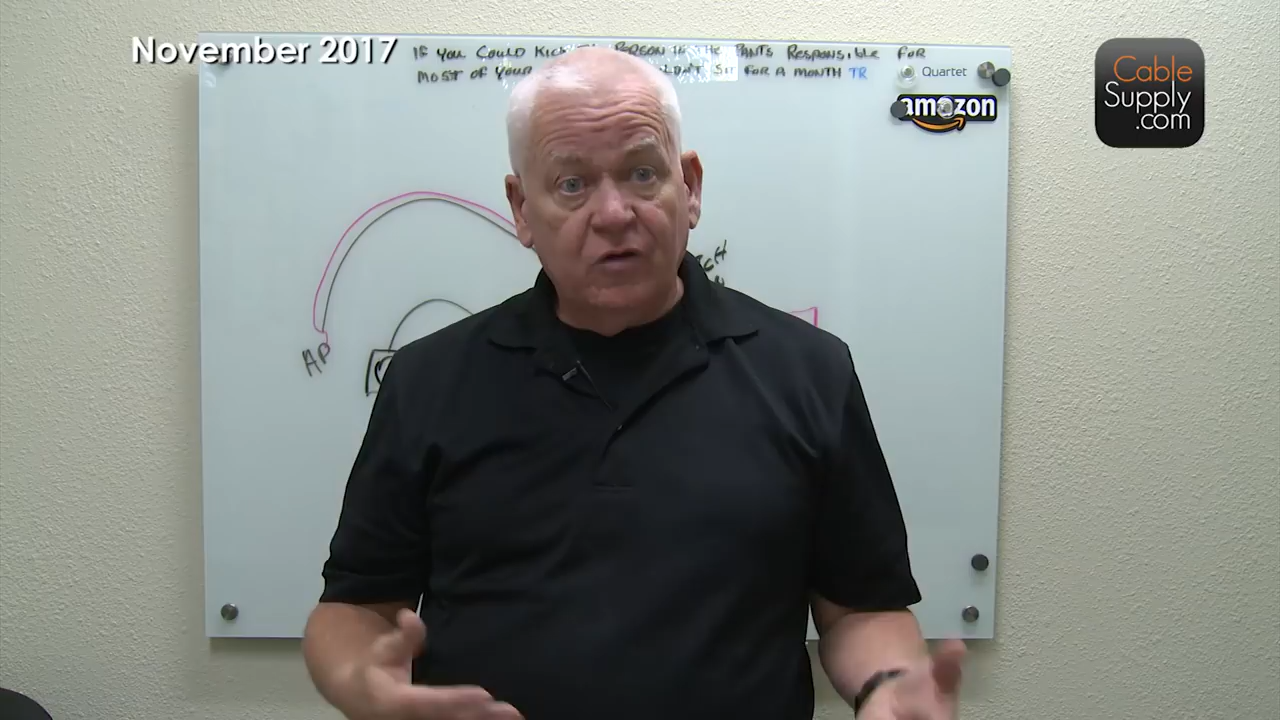 November 2017
IF YOU COULD KICK PERSON IN THE PANTS RESPONSIBLE FOR
MOST OF YOUR SIT FOR A MONTH TR
Quartet
amazon
Cable
Supply
.com
AP